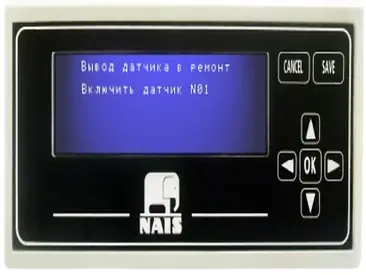 Вывод датчика в ремонт
Включить датчик N01
CANCEL SAVE
OK
NAIS